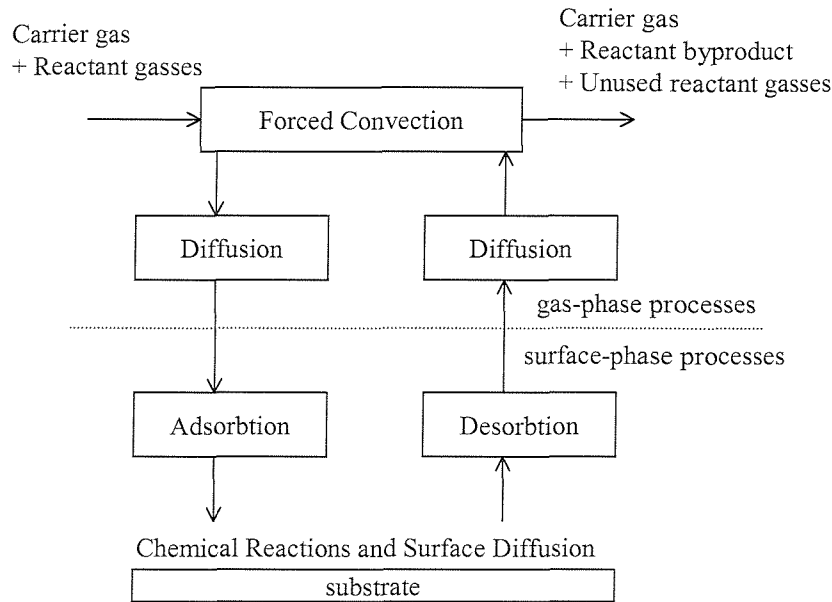 Carrier gas
+ Reactant gasses
Carrier gas
+ Reactant byproduct
+ Unused reactant gasses
Forced Convection
Diffusion
Diffusion
gas-phase processes
surface-phase processes
Adsorbtion
Desorbtion
Chemical Reactions and Surface Diffusion
substrate